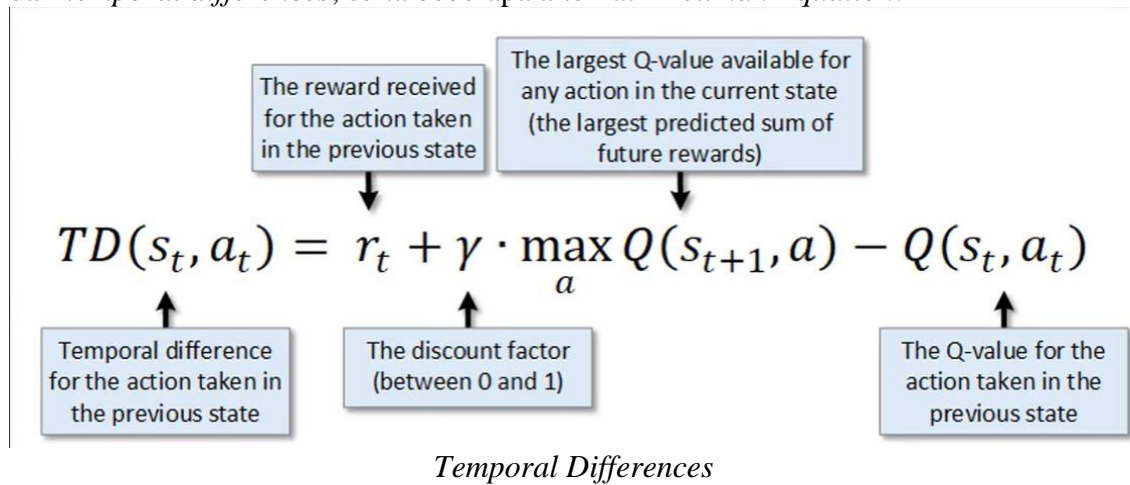 The reward received
for the action taken
in the previous state
The largest Q-value available for
any action in the current state
(the largest predicted sum of
future rewards)
TD(s_t, a_t) = r_t + γ · max_a Q(s_{t+1}, a) − Q(s_t, a_t)
Temporal difference
for the action taken in
the previous state
The discount factor
(between 0 and 1)
The Q-value for the
action taken in the
previous state
Temporal Differences